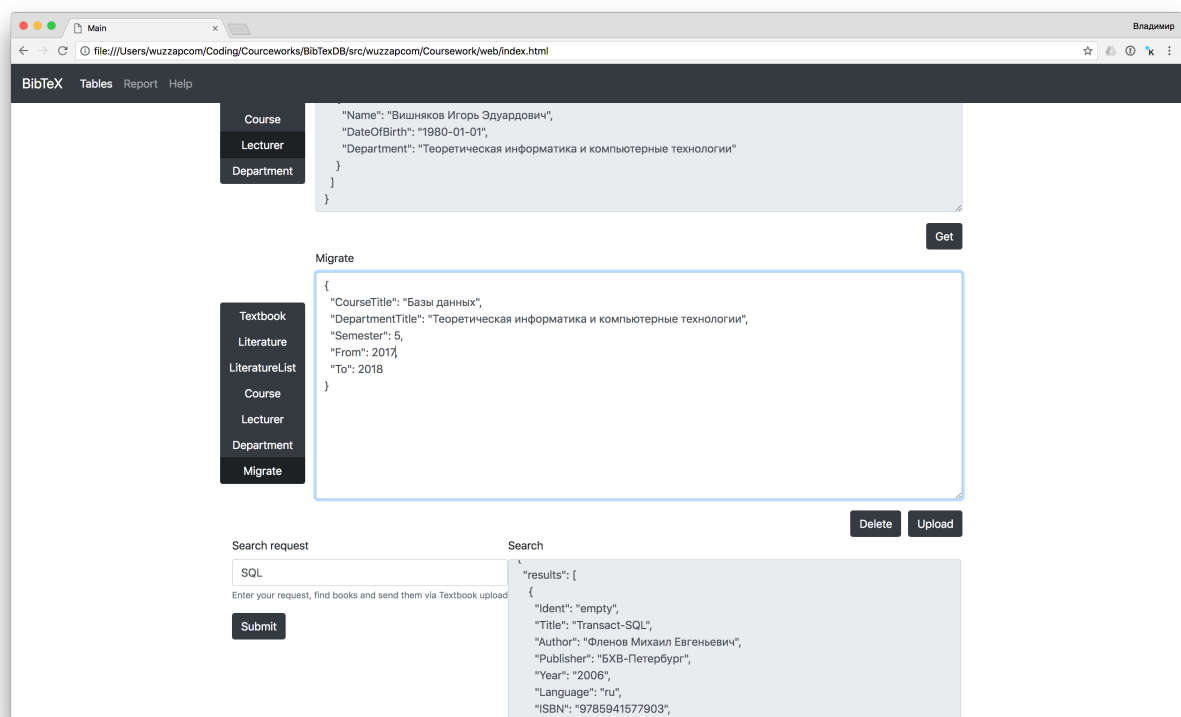 Main
Владимир
file:///Users/wuzzapcom/Coding/Courceworks/BibTexDB/src/wuzzapcom/Coursework/web/index.html
BibTeX Tables Report Help
Course
Lecturer
Department
"Name": "Вишняков Игорь Эдуардович",
"DateOfBirth": "1980-01-01",
"Department": "Теоретическая информатика и компьютерные технологии"
}
]
}
Get
Migrate
Textbook
Literature
LiteratureList
Course
Lecturer
Department
Migrate
{
"CourseTitle": "Базы данных",
"DepartmentTitle": "Теоретическая информатика и компьютерные технологии",
"Semester": 5,
"From": 2017,
"To": 2018
}
Delete Upload
Search request
SQL
Enter your request, find books and send them via Textbook upload
Submit
Search
{
"results": [
{
"Ident": "empty",
"Title": "Transact-SQL",
"Author": "Фленов Михаил Евгеньевич",
"Publisher": "БХВ-Петербург",
"Year": "2006",
"Language": "ru",
"ISBN": "9785941577903",